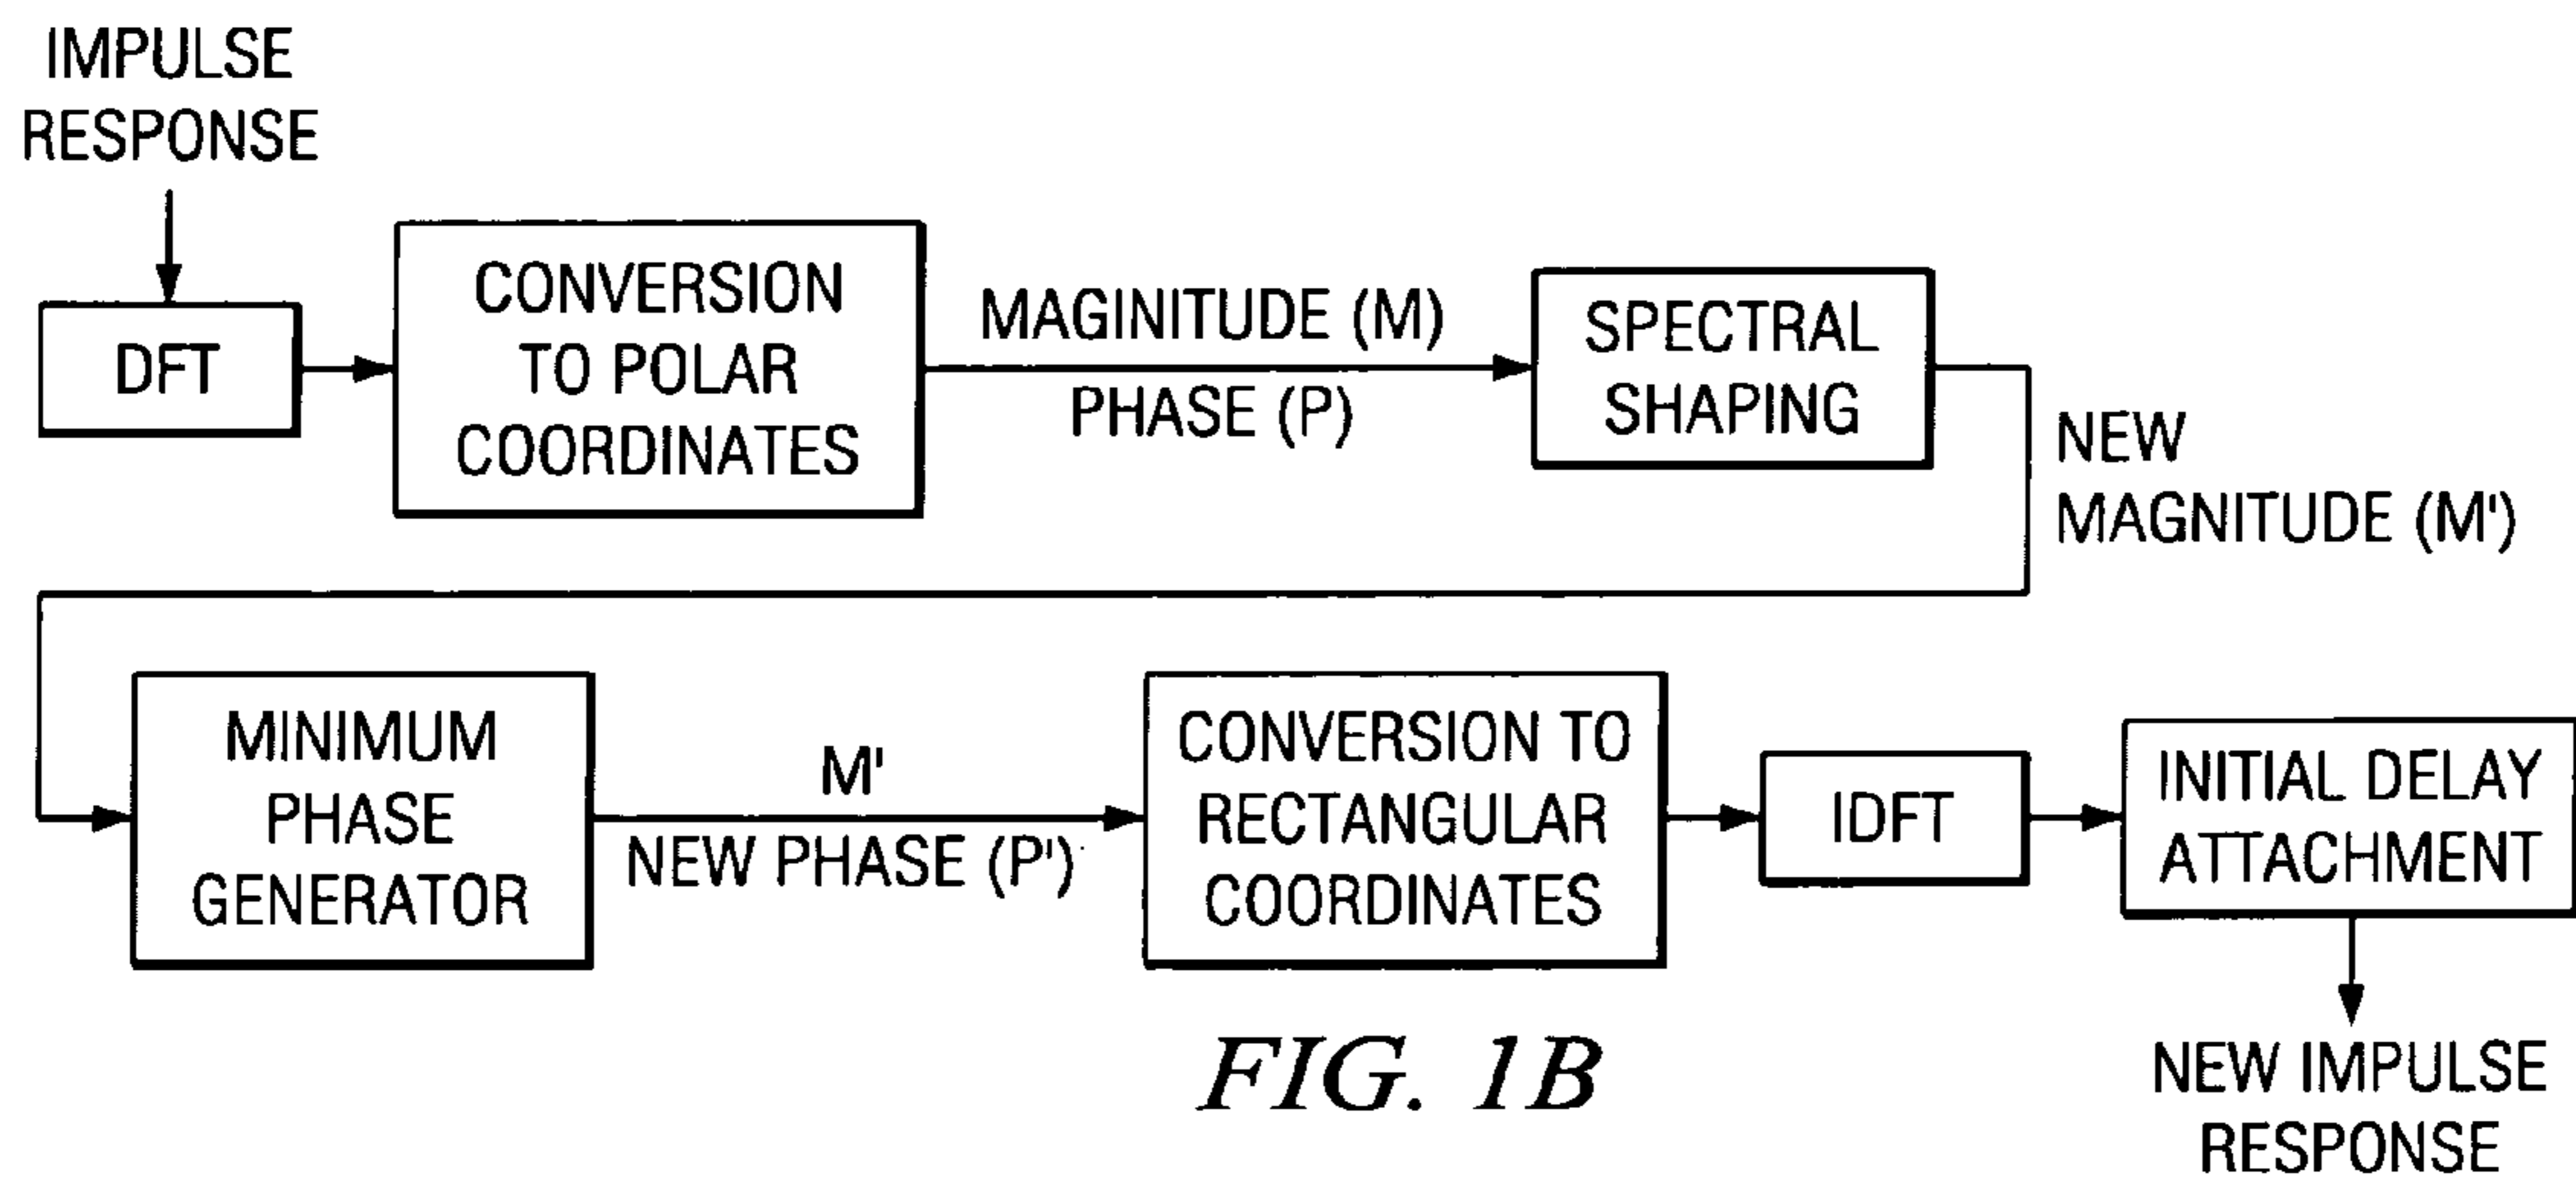 IMPULSE
RESPONSE
DFT
CONVERSION
TO POLAR
COORDINATES
MAGINITUDE (M)
PHASE (P)
SPECTRAL
SHAPING
NEW
MAGNITUDE (M')
MINIMUM
PHASE
GENERATOR
M'
NEW PHASE (P')
CONVERSION TO
RECTANGULAR
COORDINATES
IDFT
INITIAL DELAY
ATTACHMENT
NEW IMPULSE
RESPONSE
FIG. 1B